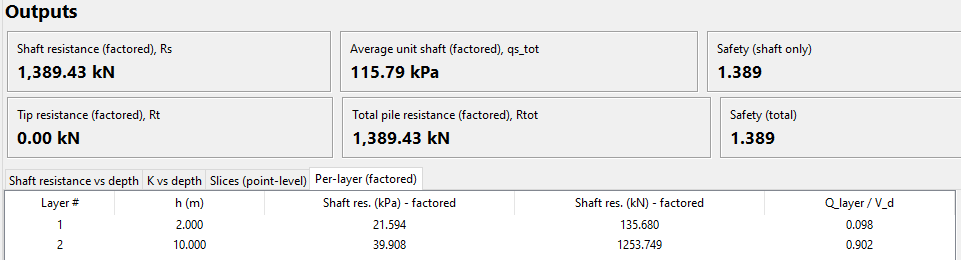 Outputs
Shaft resistance (factored), Rs
1,389.43 kN
Average unit shaft (factored), qs_tot
115.79 kPa
Safety (shaft only)
1.389
Tip resistance (factored), Rt
0.00 kN
Total pile resistance (factored), Rtot
1,389.43 kN
Safety (total)
1.389
Shaft resistance vs depth K vs depth Slices (point-level) Per-layer (factored)
Layer # h (m) Shaft res. (kPa) - factored Shaft res. (kN) - factored Q_layer / V_d
1 2.000 21.594 135.680 0.098
2 10.000 39.908 1253.749 0.902